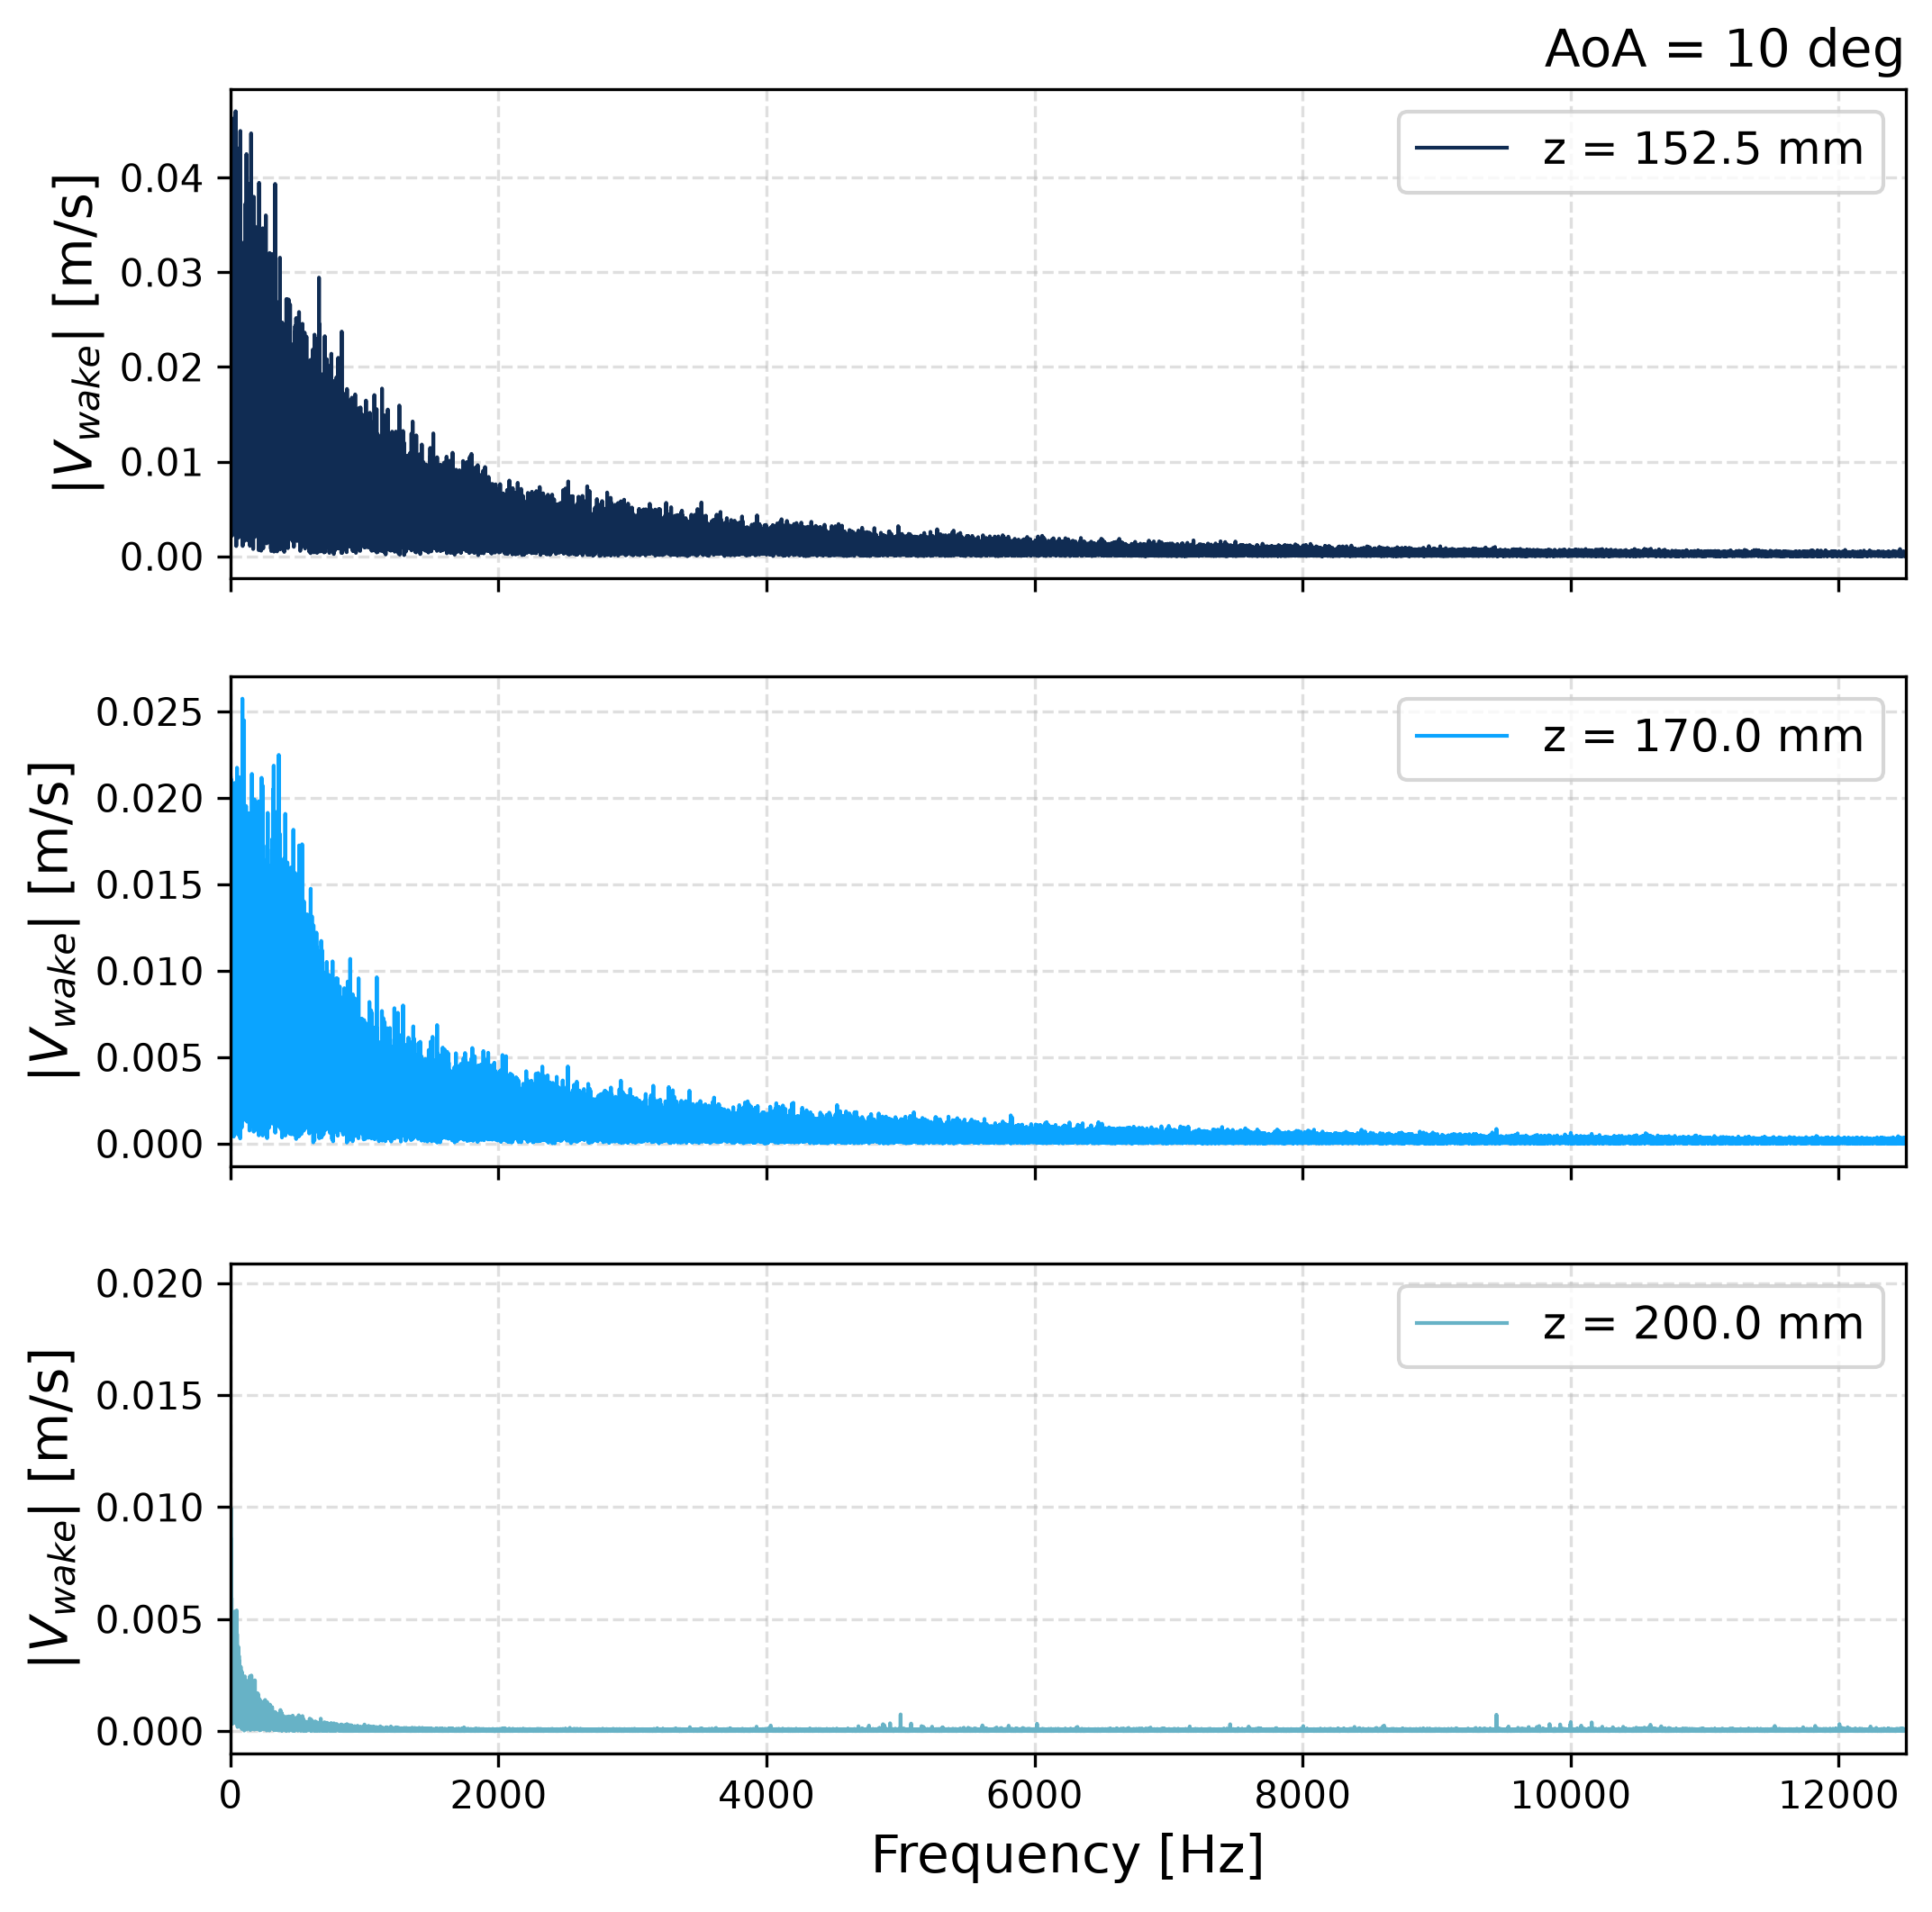 AoA = 10 deg
|V_wake| [m/s]
0.04
0.03
0.02
0.01
0.00
z = 152.5 mm
|V_wake| [m/s]
0.025
0.020
0.015
0.010
0.005
0.000
z = 170.0 mm
|V_wake| [m/s]
0.020
0.015
0.010
0.005
0.000
z = 200.0 mm
0 2000 4000 6000 8000 10000 12000
Frequency [Hz]